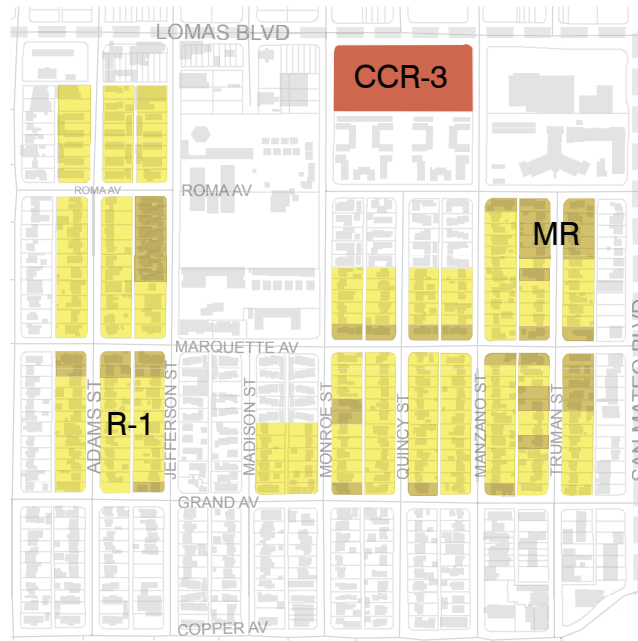 LOMAS BLVD
CCR-3
ROMA AV
ROMA AV
MR
MARQUETTE AV
ADAMS ST
R-1
JEFFERSON ST
MADISON ST
MONROE ST
QUINCY ST
MANZANO ST
TRUMAN ST
SAN MATEO BLVD
GRAND AV
COPPER AV